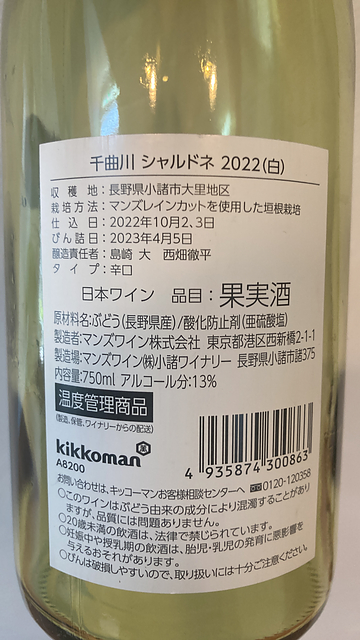 千曲川 シャルドネ 2022(白)
収穫地:長野県小諸市大里地区
栽培方法:マンズレインカットを使用した垣根栽培
仕込日:2022年10月2、3日
びん詰日:2023年4月5日
醸造責任者:島崎 大 西畑徹平
タイプ:辛口
日本ワイン 品目:果実酒
原材料名:ぶどう(長野県産)/酸化防止剤(亜硫酸塩)
製造者:マンズワイン株式会社 東京都港区西新橋2-1-1
製造場:マンズワイン㈱小諸ワイナリー 長野県小諸市諸375
内容量:750ml アルコール分:13%
温度管理商品
(製造、保管、ワイナリーからの配送)
kikkoman
A8200
4 935874 300863
お問い合わせは、キッコーマンお客様相談センターへ 0120-120358
○このワインはぶどう由来の成分により混濁することがあり
ますが、品質には問題ありません。
○20歳未満の飲酒は、法律で禁じられています。
○妊娠中や授乳期の飲酒は、胎児・乳児の発育に悪影響を
与えるおそれがあります。
○びんは破損しやすいので、取り扱いには十分ご注意ください。